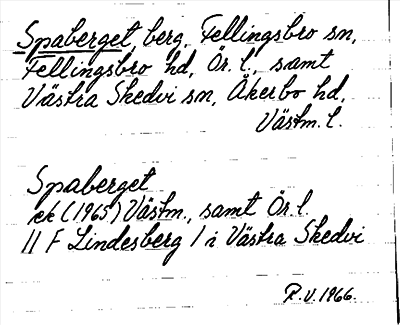 Spaberget, berg, Fellingsbro sn,
Fellingsbro hd, Ör. l., samt
Västra Skedvi sn, Åkerbo hd,
Västm. l.
Spaberget
ek (1965) Västm., samt Ör. l.
11 F Lindesberg 1 i Västra Skedvi
R.V. 1966.